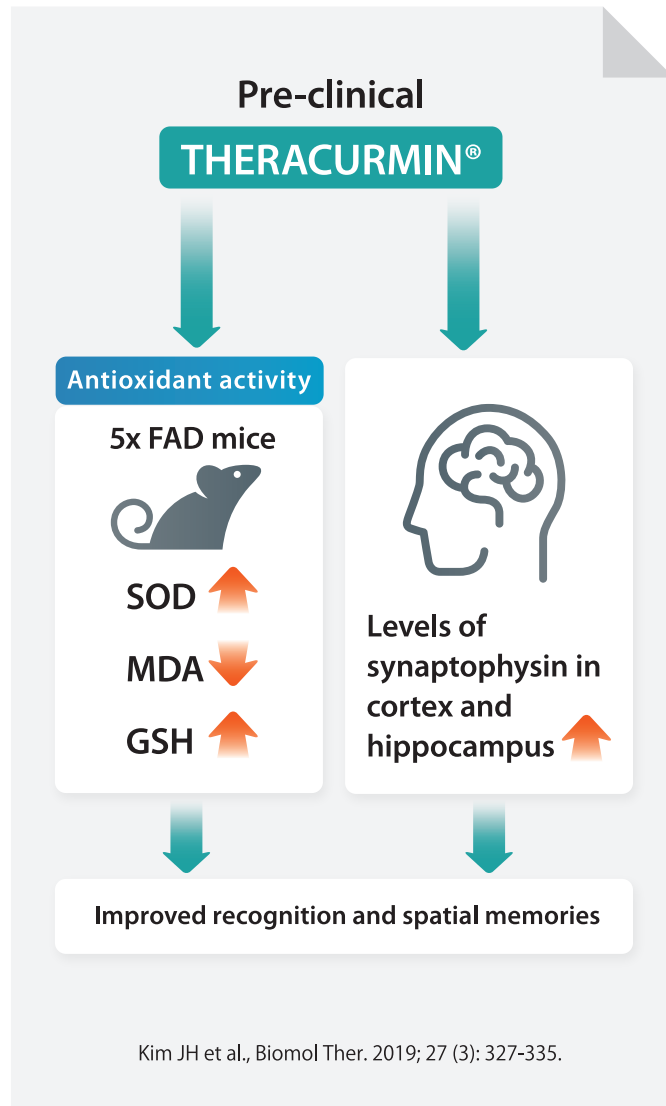 Pre-clinical
THERACURMIN®
Antioxidant activity
5x FAD mice
SOD
MDA
GSH
Levels of
synaptophysin in
cortex and
hippocampus
Improved recognition and spatial memories
Kim JH et al., Biomol Ther. 2019; 27 (3): 327-335.